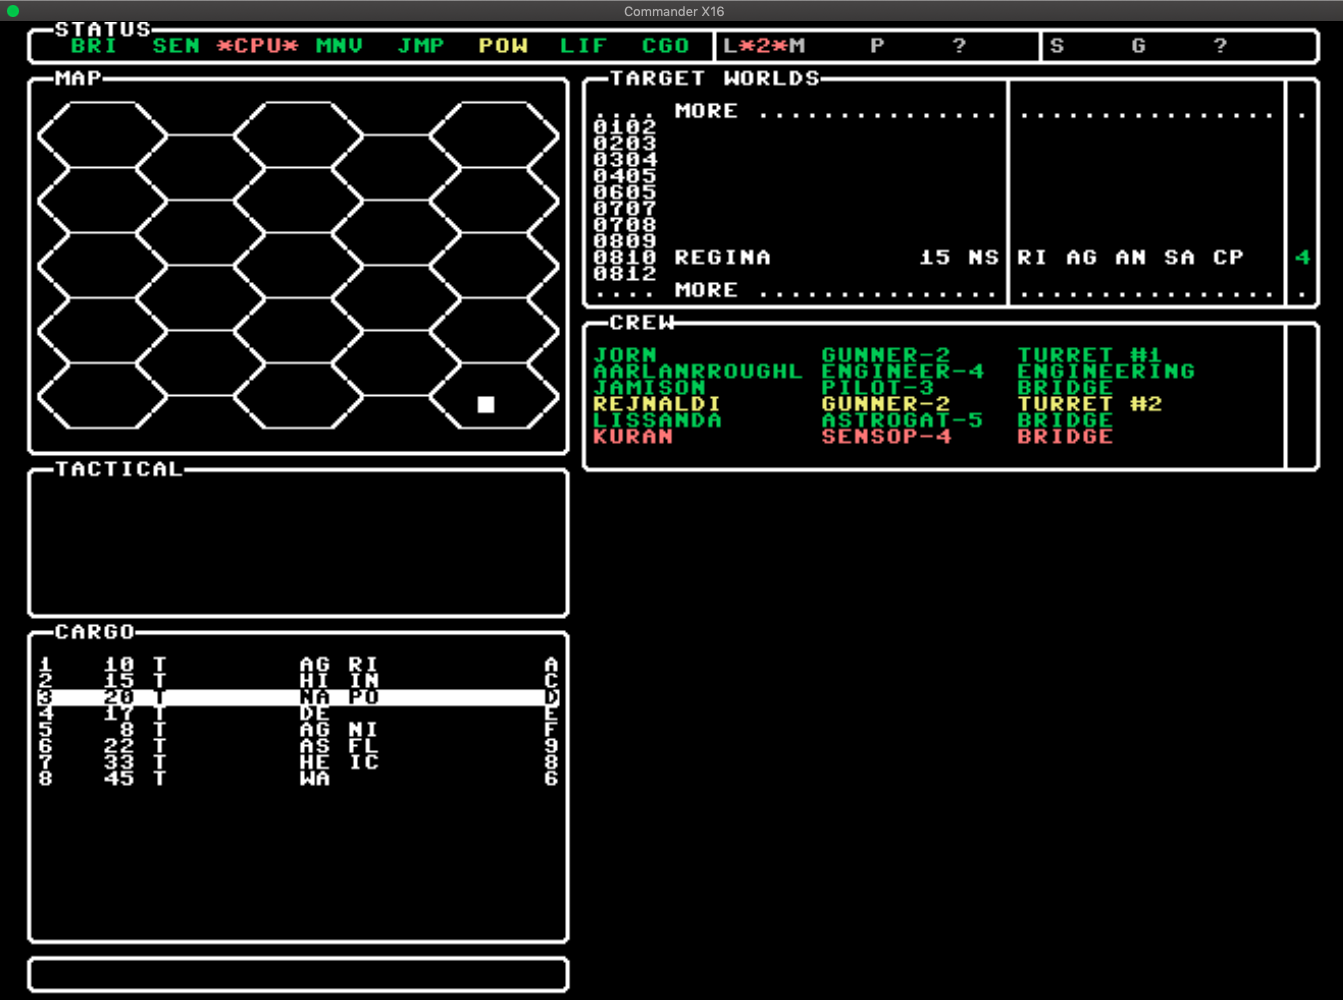 Commander X16
STATUS
BRI SEN *CPU* MNV JMP POW LIF CGO L*2*M P ? S G ?
MAP
TARGET WORLDS
.... MORE ............... ................ .
0102
0203
0304
0405
0605
0707
0708
0809
0810 REGINA 15 NS RI AG AN SA CP 4
0812
.... MORE ............... ................ .
CREW
JORN GUNNER-2 TURRET #1
AARLANRROUGHL ENGINEER-4 ENGINEERING
JAMISON PILOT-3 BRIDGE
REJNALDI GUNNER-2 TURRET #2
LISSANDA ASTROGAT-5 BRIDGE
KURAN SENSOP-4 BRIDGE
TACTICAL
CARGO
1 10 T AG RI A
2 15 T HI IN C
3 20 T NA PO D
4 17 T DE E
5 8 T AG NI F
6 22 T AS FL 9
7 33 T HE IC 8
8 45 T WA 6